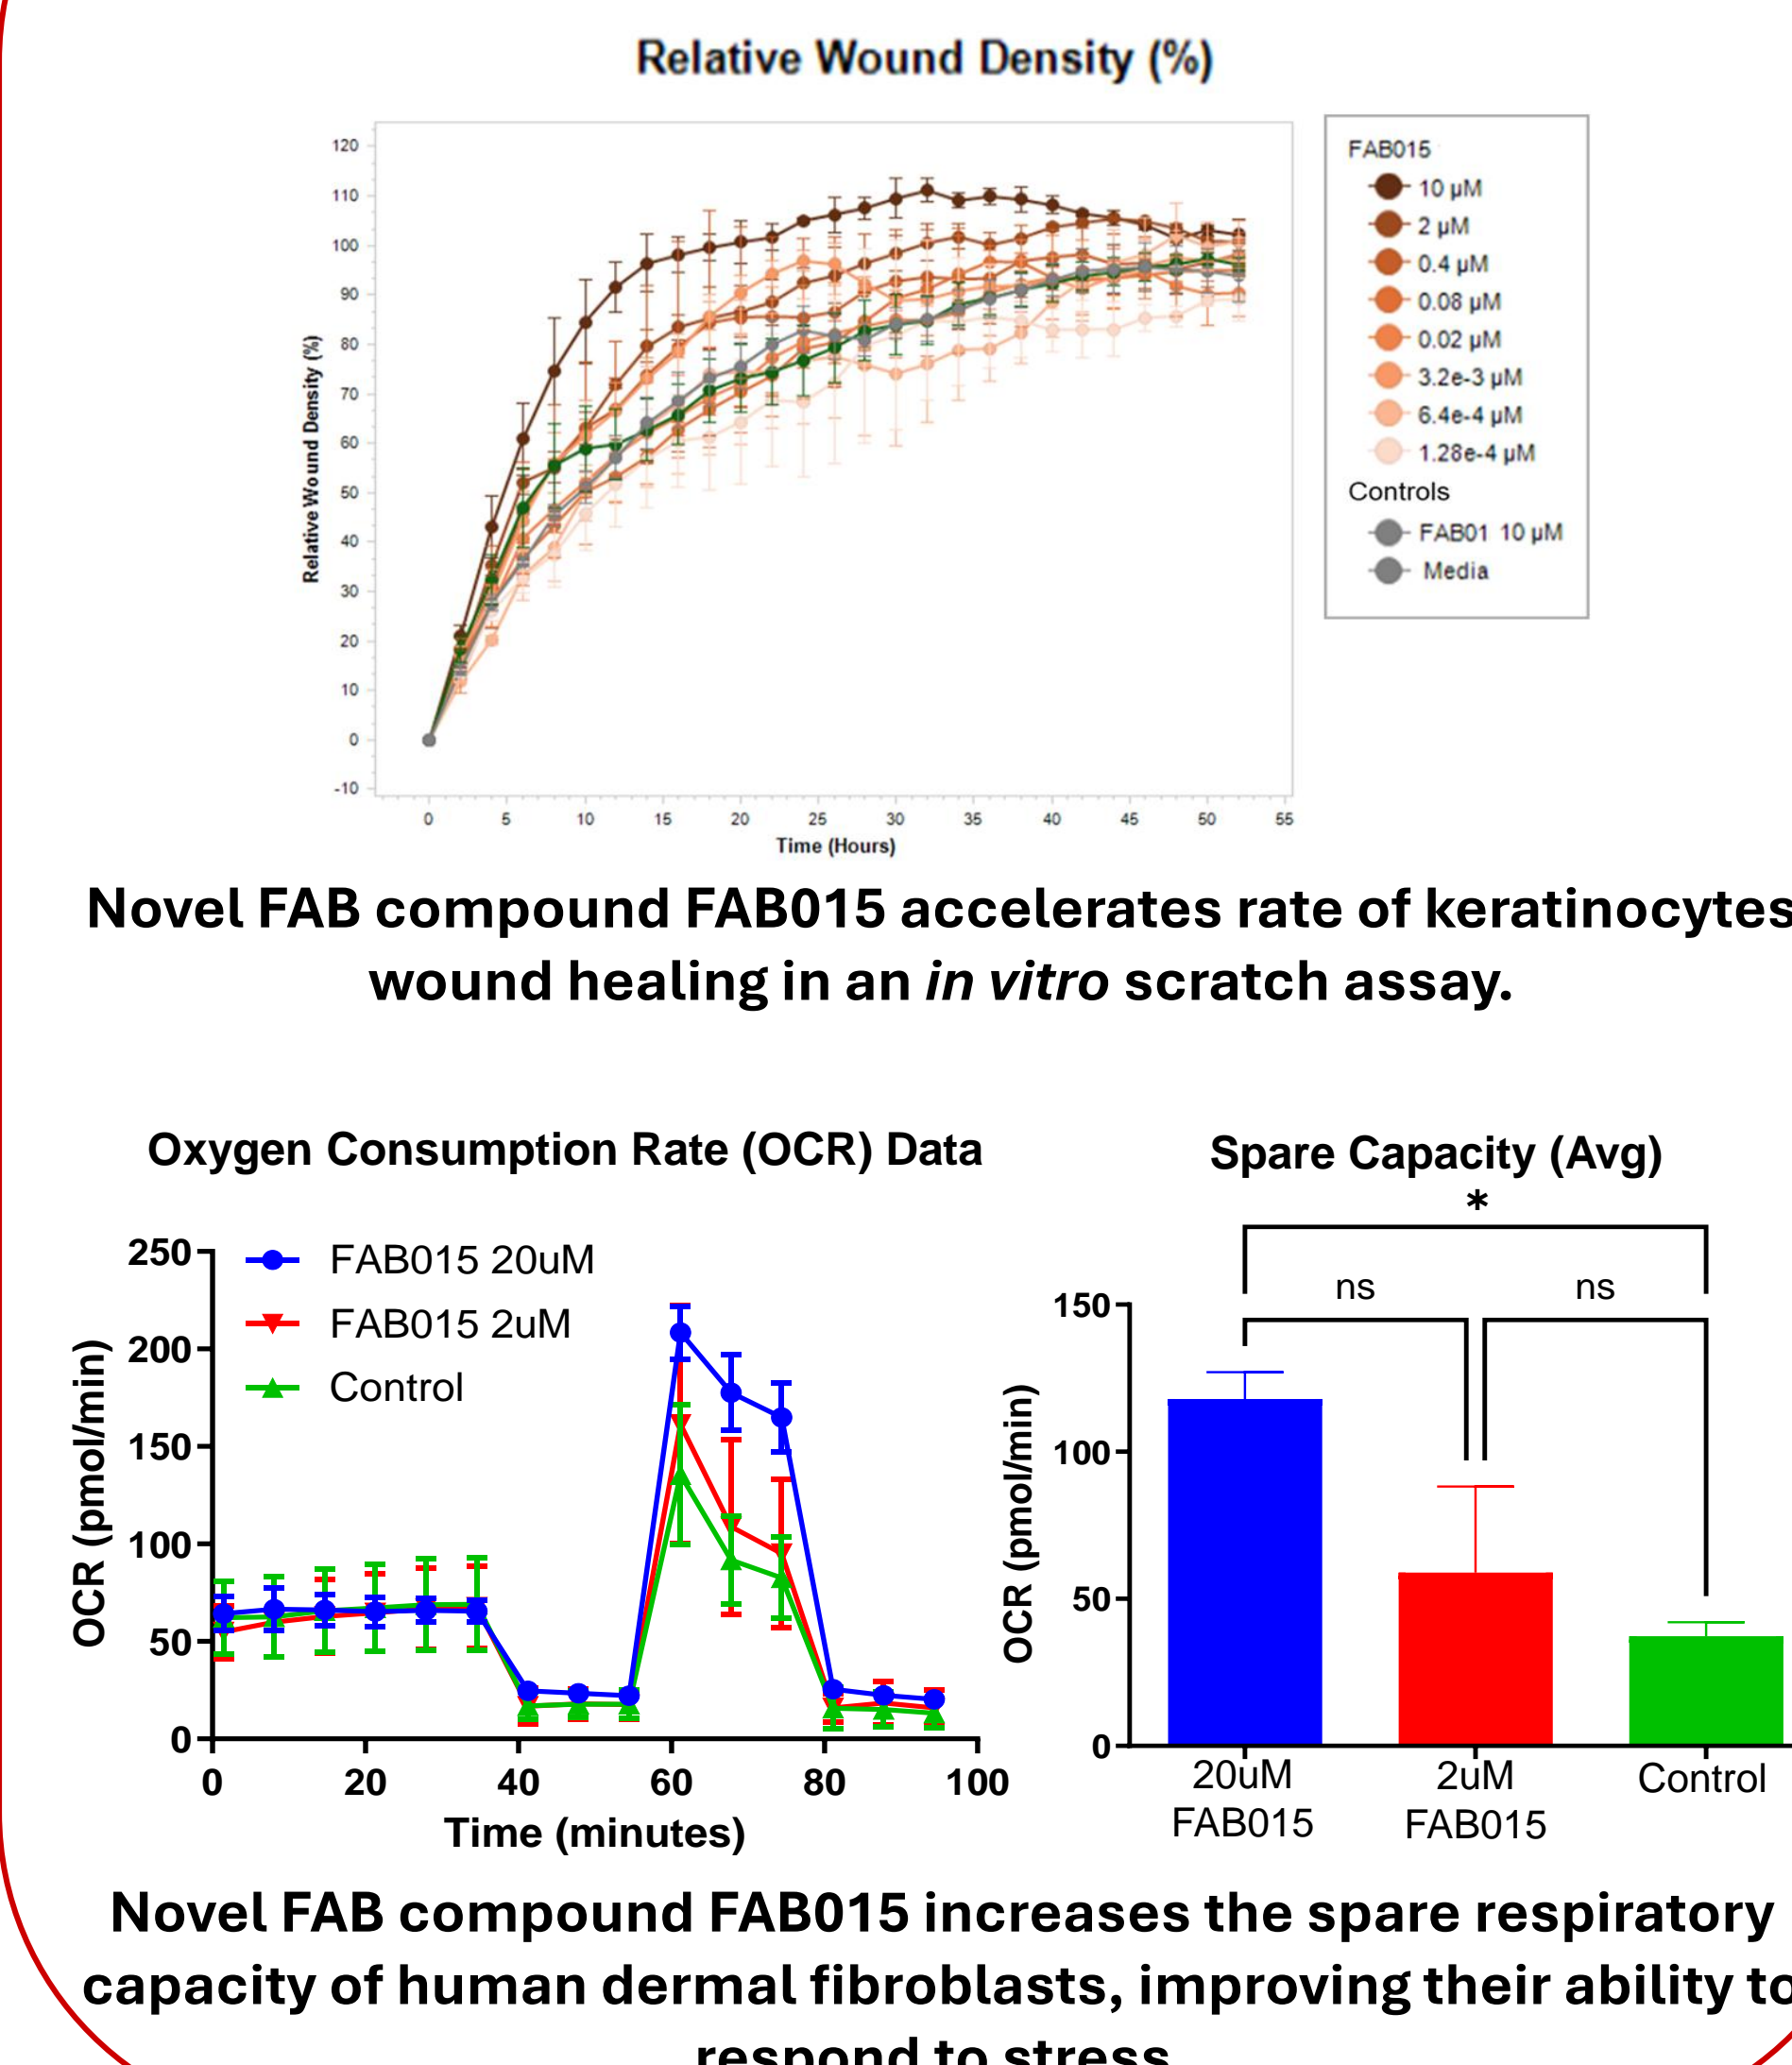 Relative Wound Density (%)
120
110
100
90
80
70
60
50
40
30
20
10
0
-10
Relative Wound Density (%)
0 5 10 15 20 25 30 35 40 45 50 55
Time (Hours)
FAB015
10 µM
2 µM
0.4 µM
0.08 µM
0.02 µM
3.2e-3 µM
6.4e-4 µM
1.28e-4 µM
Controls
FAB01 10 µM
Media
Novel FAB compound FAB015 accelerates rate of keratinocytes
wound healing in an in vitro scratch assay.
Oxygen Consumption Rate (OCR) Data
250
200
150
100
50
0
OCR (pmol/min)
FAB015 20uM
FAB015 2uM
Control
0 20 40 60 80 100
Time (minutes)
Spare Capacity (Avg)
*
ns ns
150
100
50
0
OCR (pmol/min)
20uM
FAB015
2uM
FAB015
Control
Novel FAB compound FAB015 increases the spare respiratory
capacity of human dermal fibroblasts, improving their ability to
respond to stress